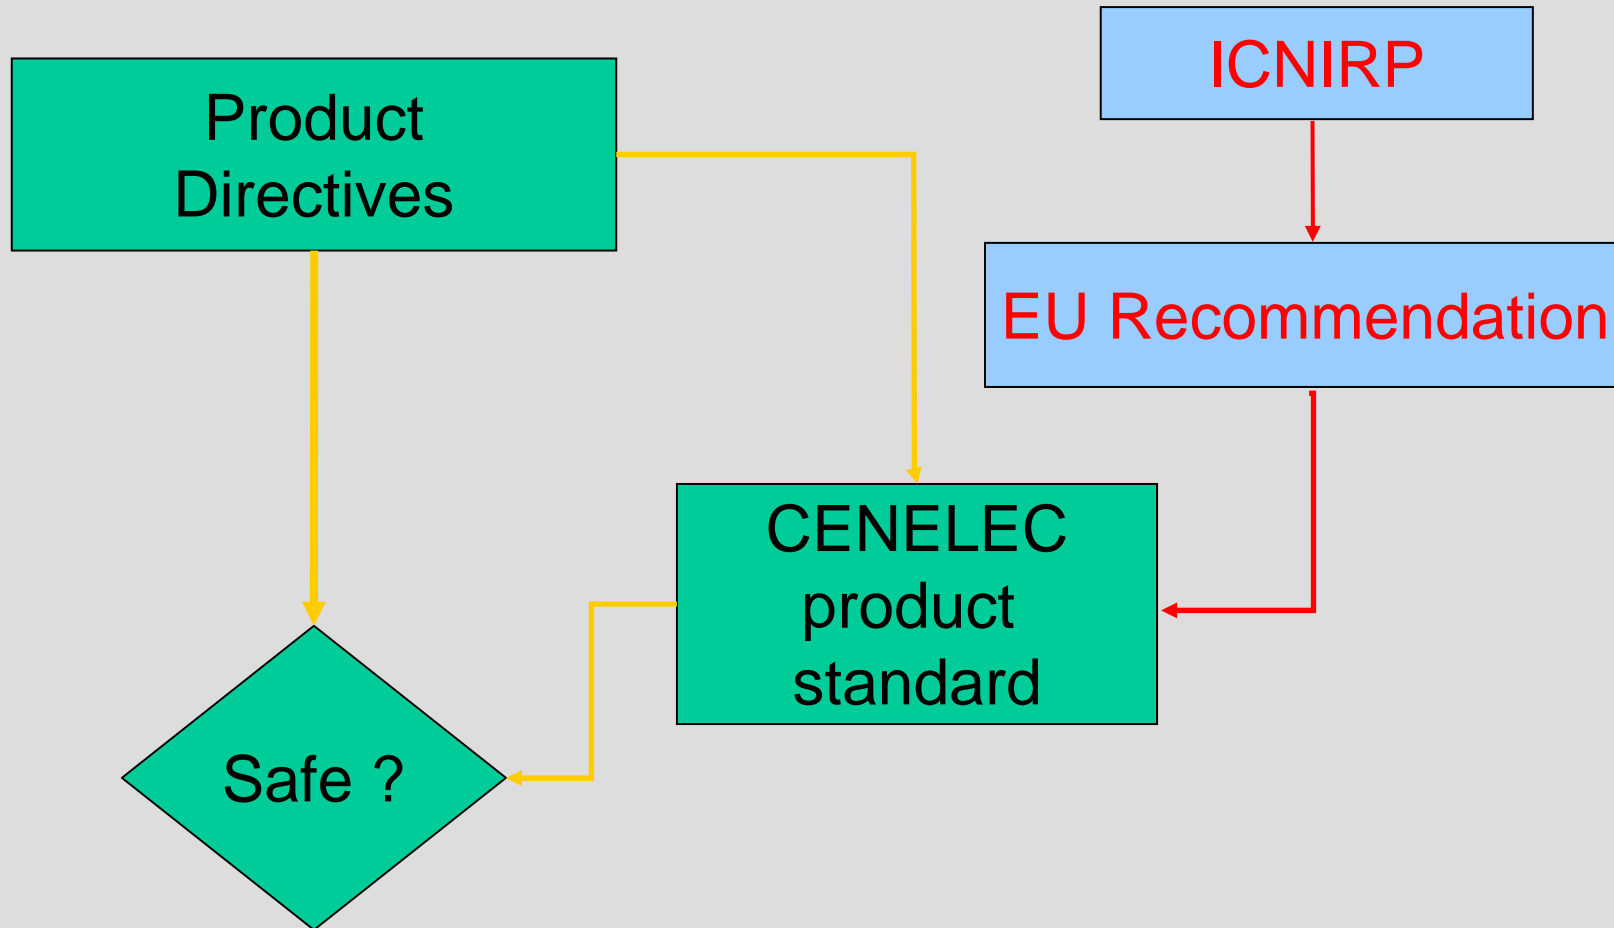 Product
Directives
ICNIRP
EU Recommendation
CENELEC
product
standard
Safe ?